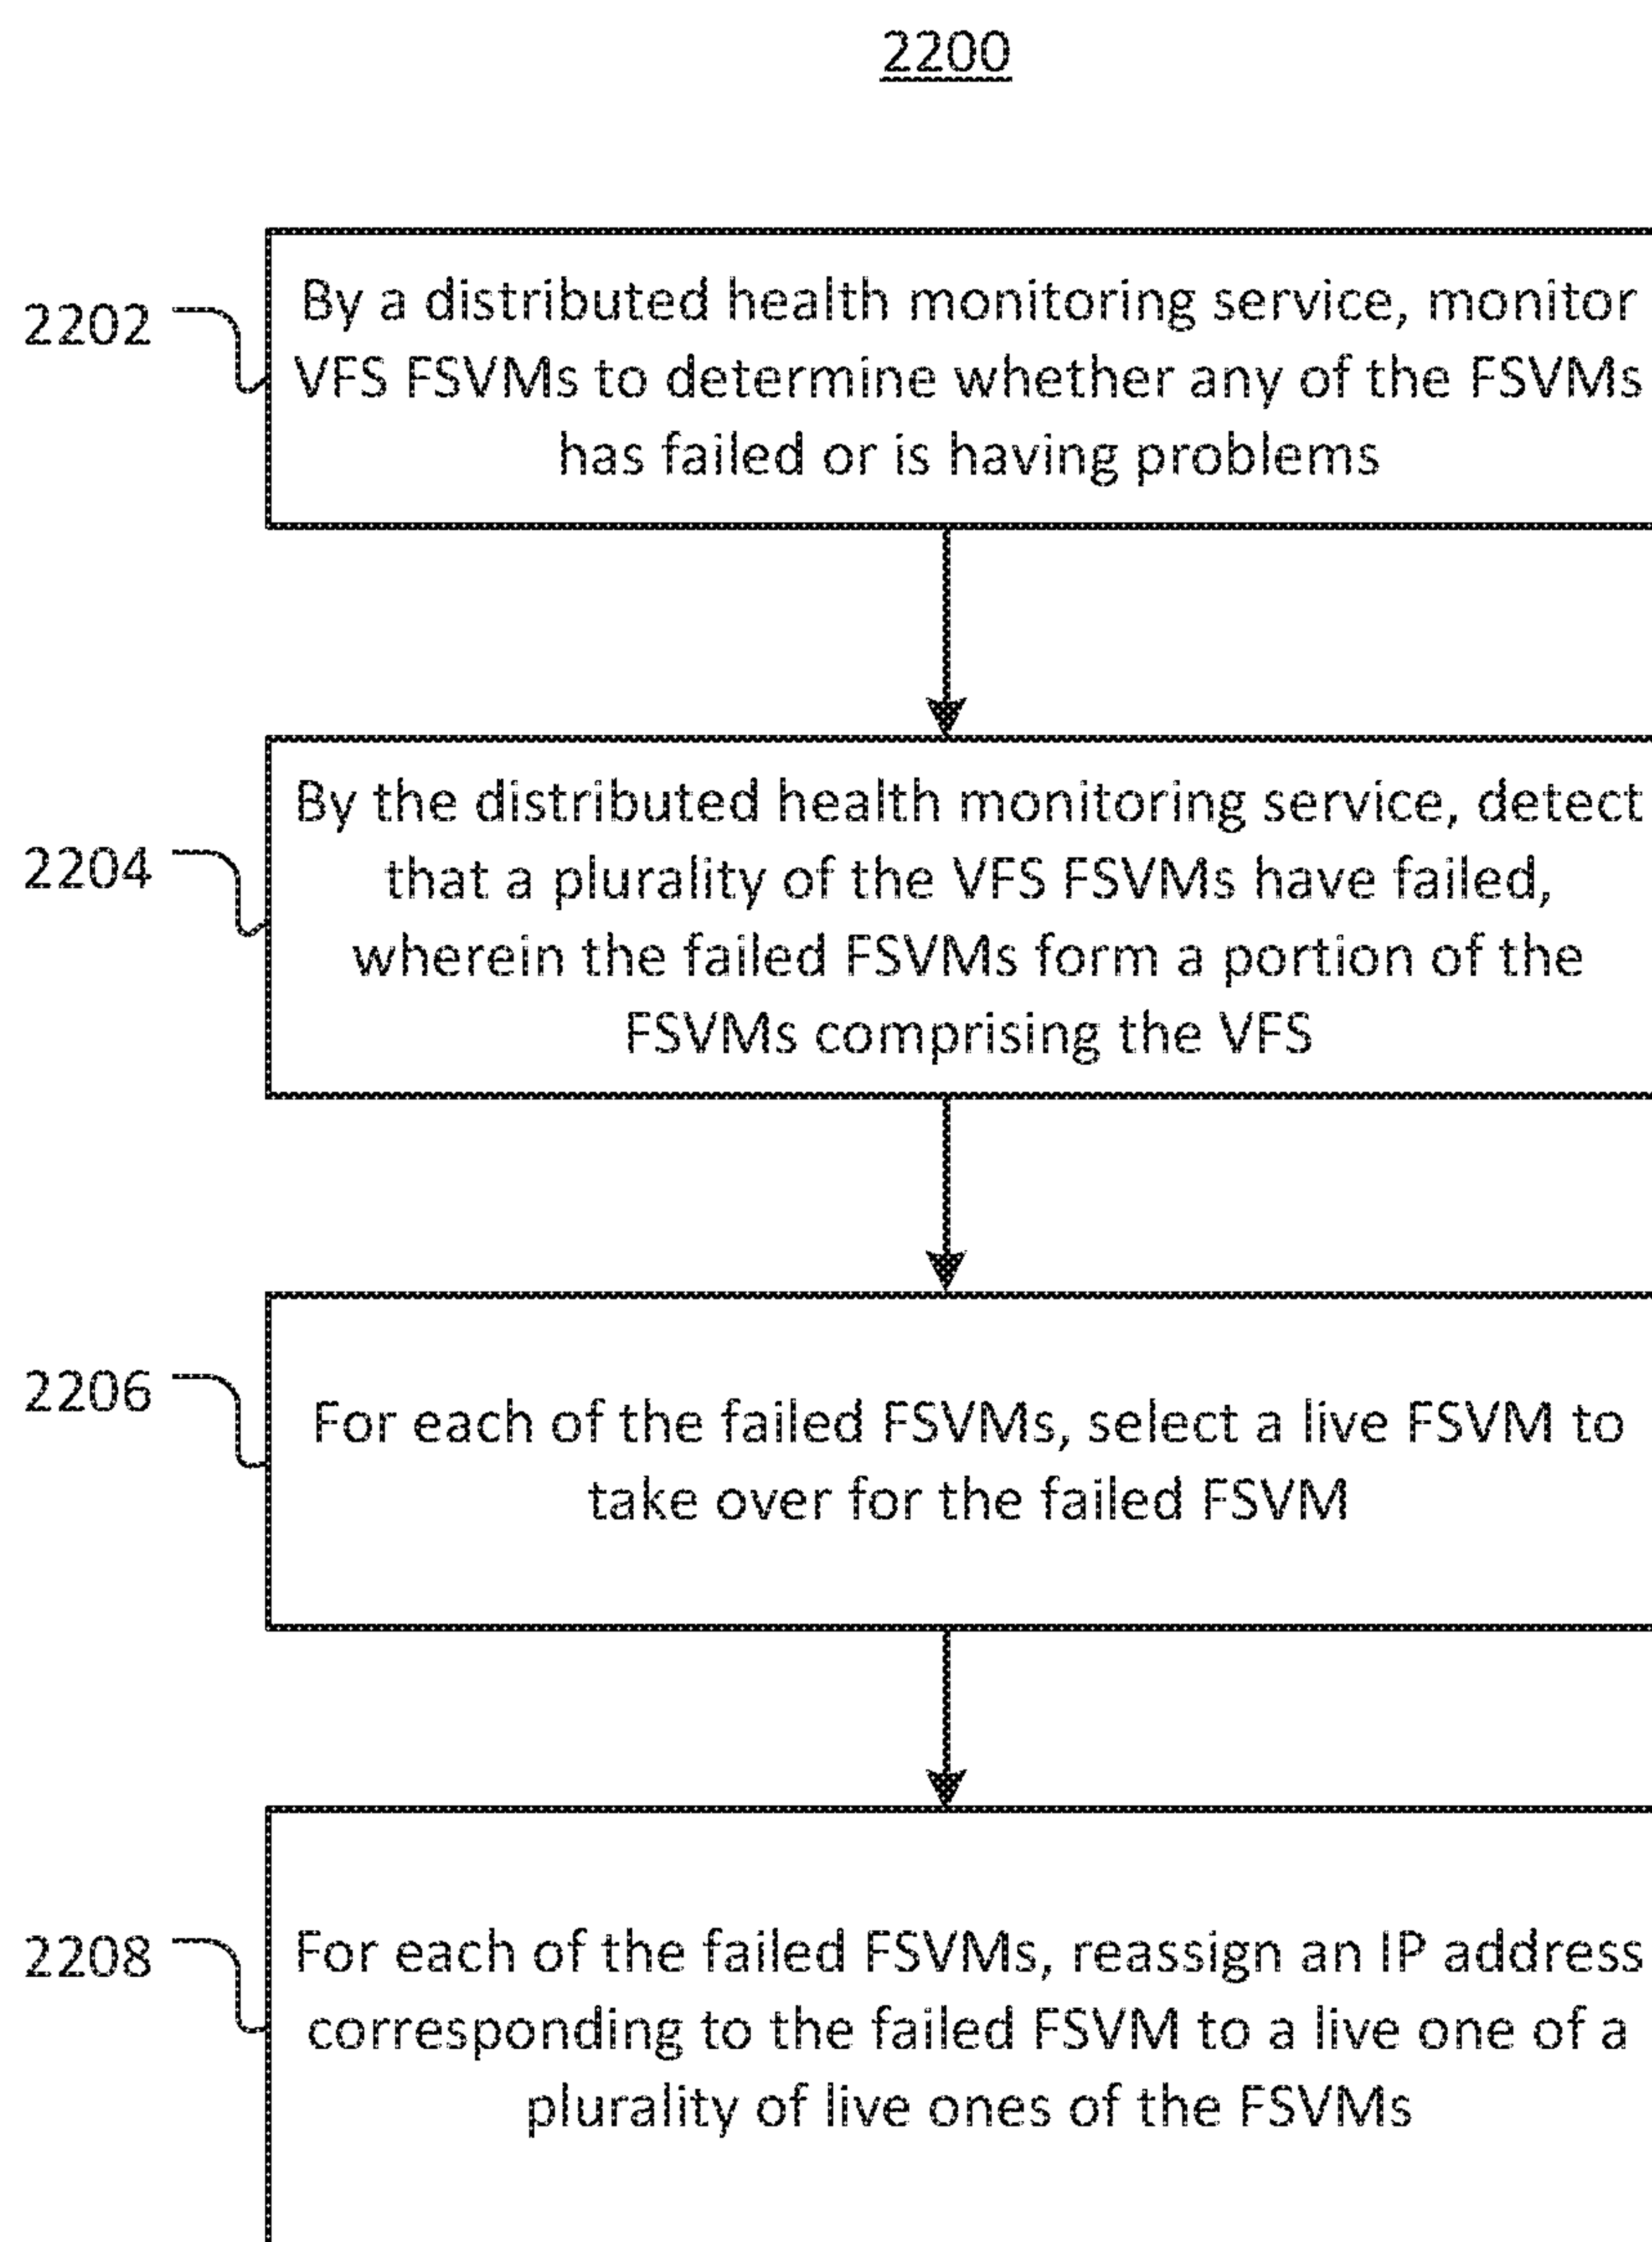 2200
2202
By a distributed health monitoring service, monitor
VFS FSVMs to determine whether any of the FSVMs
has failed or is having problems
2204
By the distributed health monitoring service, detect
that a plurality of the VFS FSVMs have failed,
wherein the failed FSVMs form a portion of the
FSVMs comprising the VFS
2206
For each of the failed FSVMs, select a live FSVM to
take over for the failed FSVM
2208
For each of the failed FSVMs, reassign an IP address
corresponding to the failed FSVM to a live one of a
plurality of live ones of the FSVMs